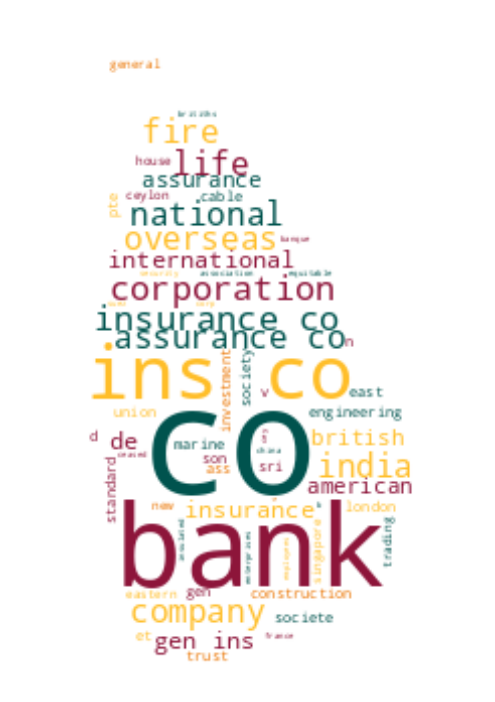 general
fire
house life
assurance
ceylon cable
pte
national
overseas
banque
international
security association equitable
corporation
insurance co
assurance co
n
ins co
investment
society
v
east
union
engineering
co
d
de
marine
son
ass
sri
china
british
india
standard
american
new
insurance
london
bank
singapore
trading
enterprises
eastern
gen
construction
company
societe
et
gen ins
france
trust